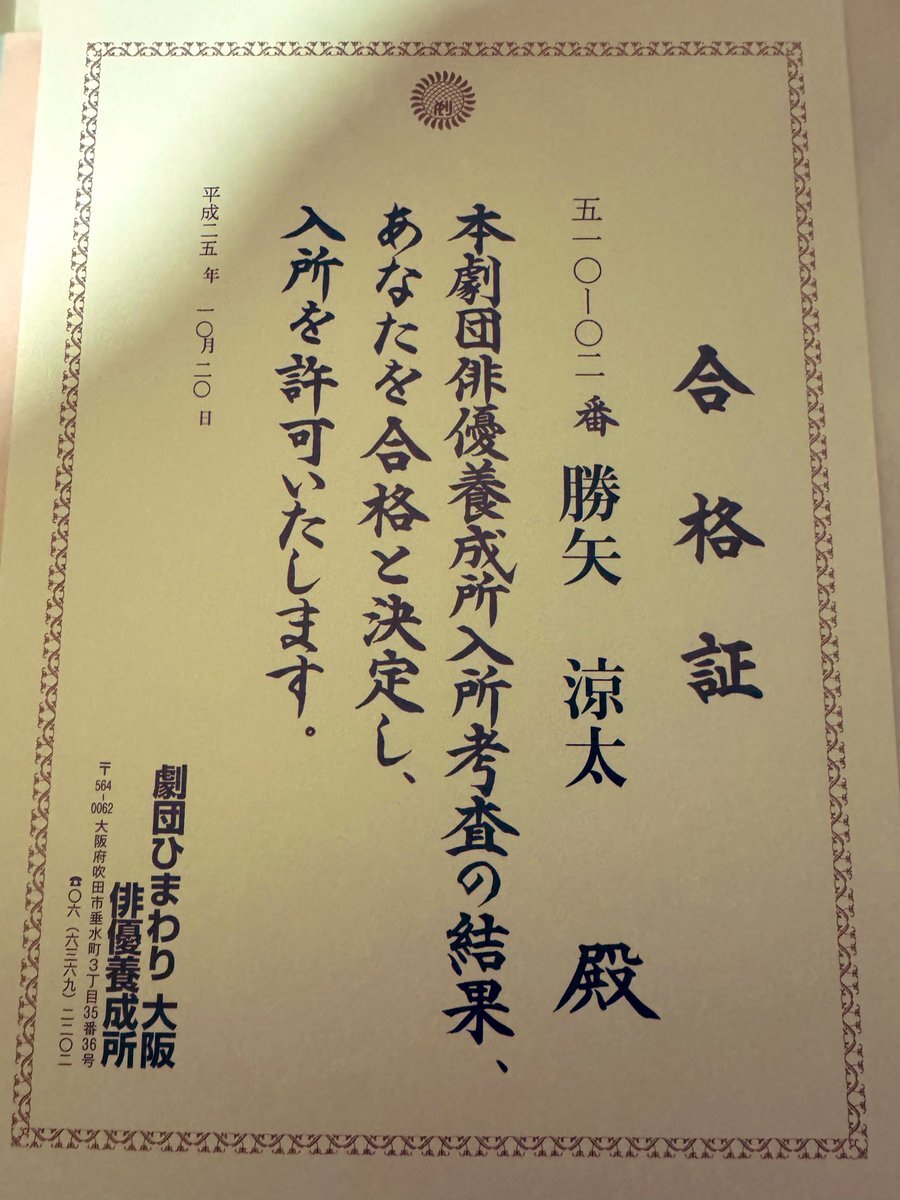 劇
合格証
五一〇―〇二番 勝矢 涼太 殿
本劇団俳優養成所入所考査の結果、
あなたを合格と決定し、
入所を許可いたします。
平成二五年 一〇月二〇日
劇団ひまわり 大阪
俳優養成所
〒564-0062 大阪府吹田市垂水町3丁目35番36号
☎〇六(六三六九)二二〇二